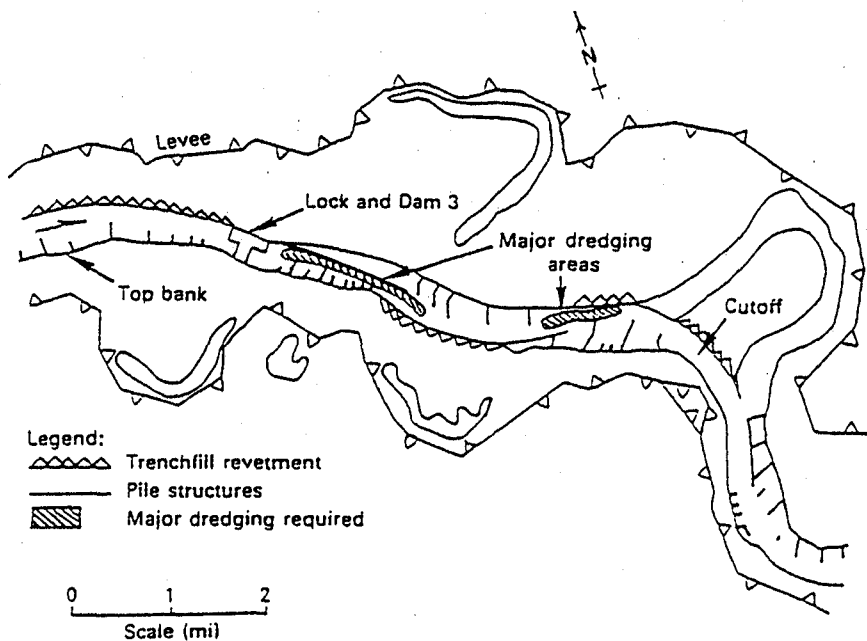 N
Levee
Lock and Dam 3
Major dredging
areas
Top bank
Cutoff
Legend:
Trenchfill revetment
Pile structures
Major dredging required
0 1 2
Scale (mi)